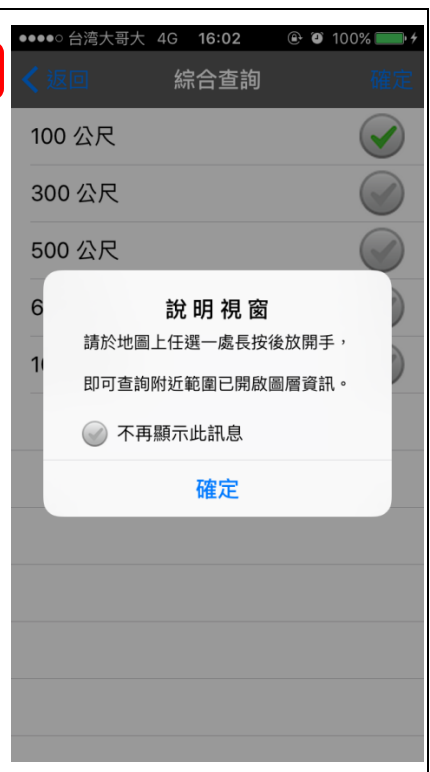 ●●●●○ 台湾大哥大 4G 16:02 100%
返回 綜合查詢 確定
100 公尺
300 公尺
500 公尺
6
說明視窗
請於地圖上任選一處長按後放開手，
10
即可查詢附近範圍已開啟圖層資訊。
不再顯示此訊息
確定